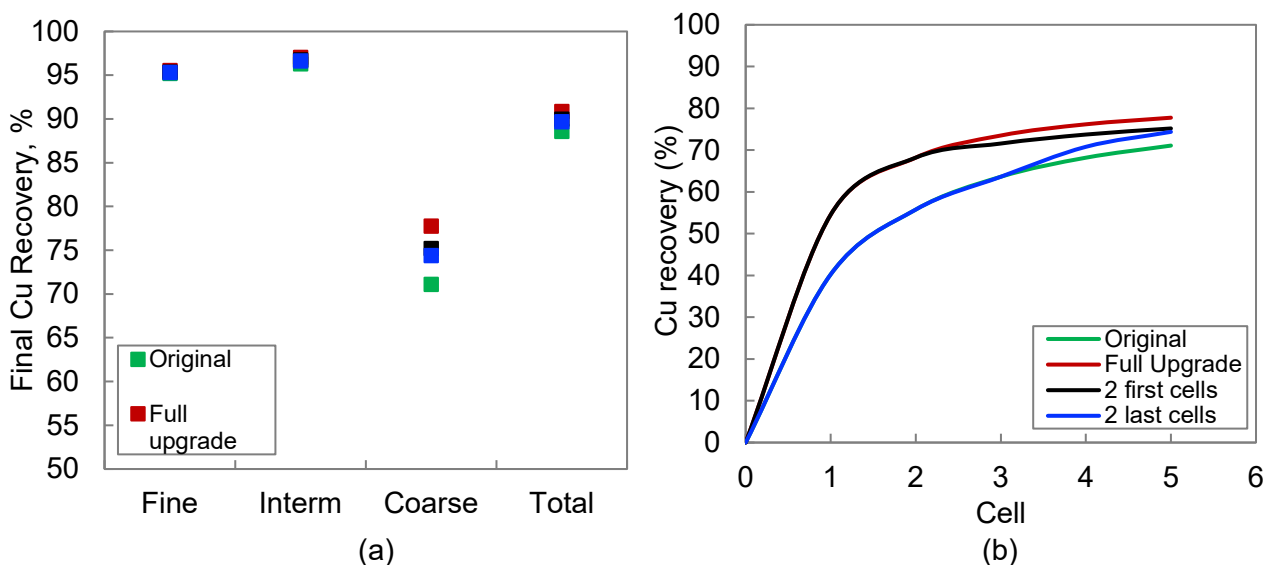 Final Cu Recovery, %
100
95
90
85
80
75
70
65
60
55
50
Fine Interm Coarse Total
Original
Full
upgrade
(a)
Cu recovery (%)
100
90
80
70
60
50
40
30
20
10
0
0 1 2 3 4 5 6
Original
Full Upgrade
2 first cells
2 last cells
Cell
(b)